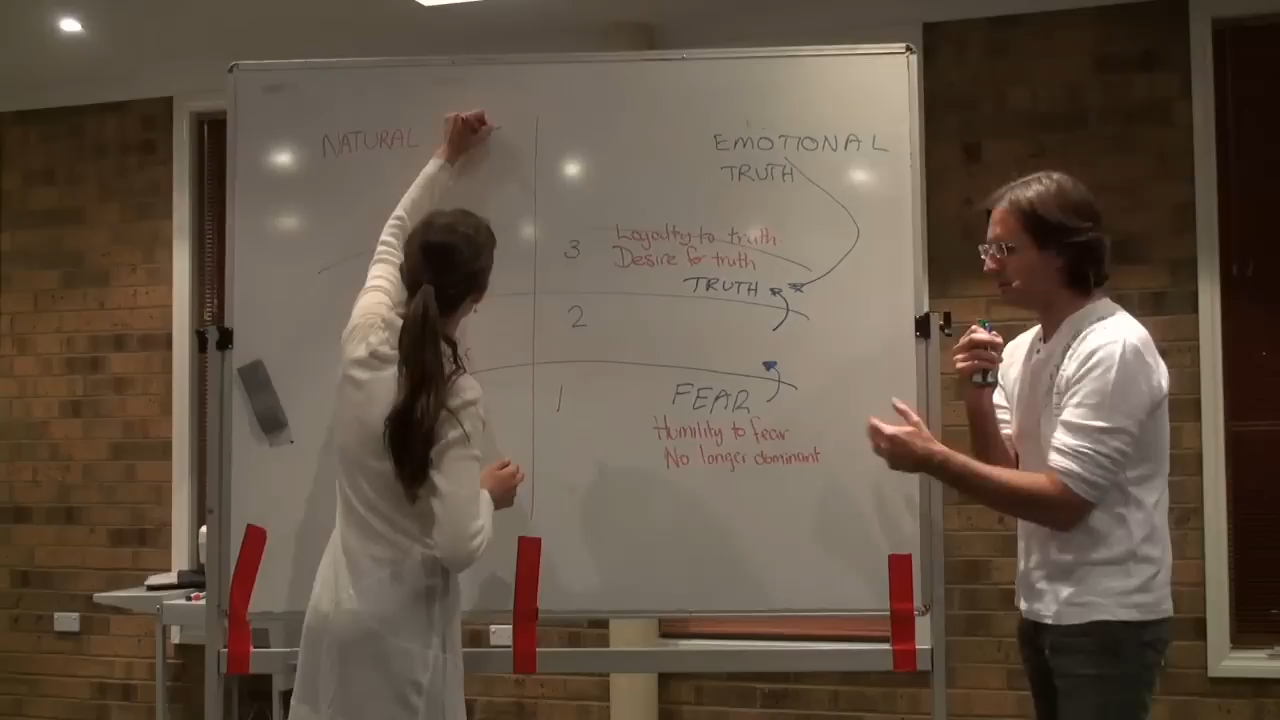 NATURAL
EMOTIONAL
TRUTH
3
Loyalty to truth
Desire for truth
TRUTH
2
1
FEAR
Humility to fear
No longer dominant